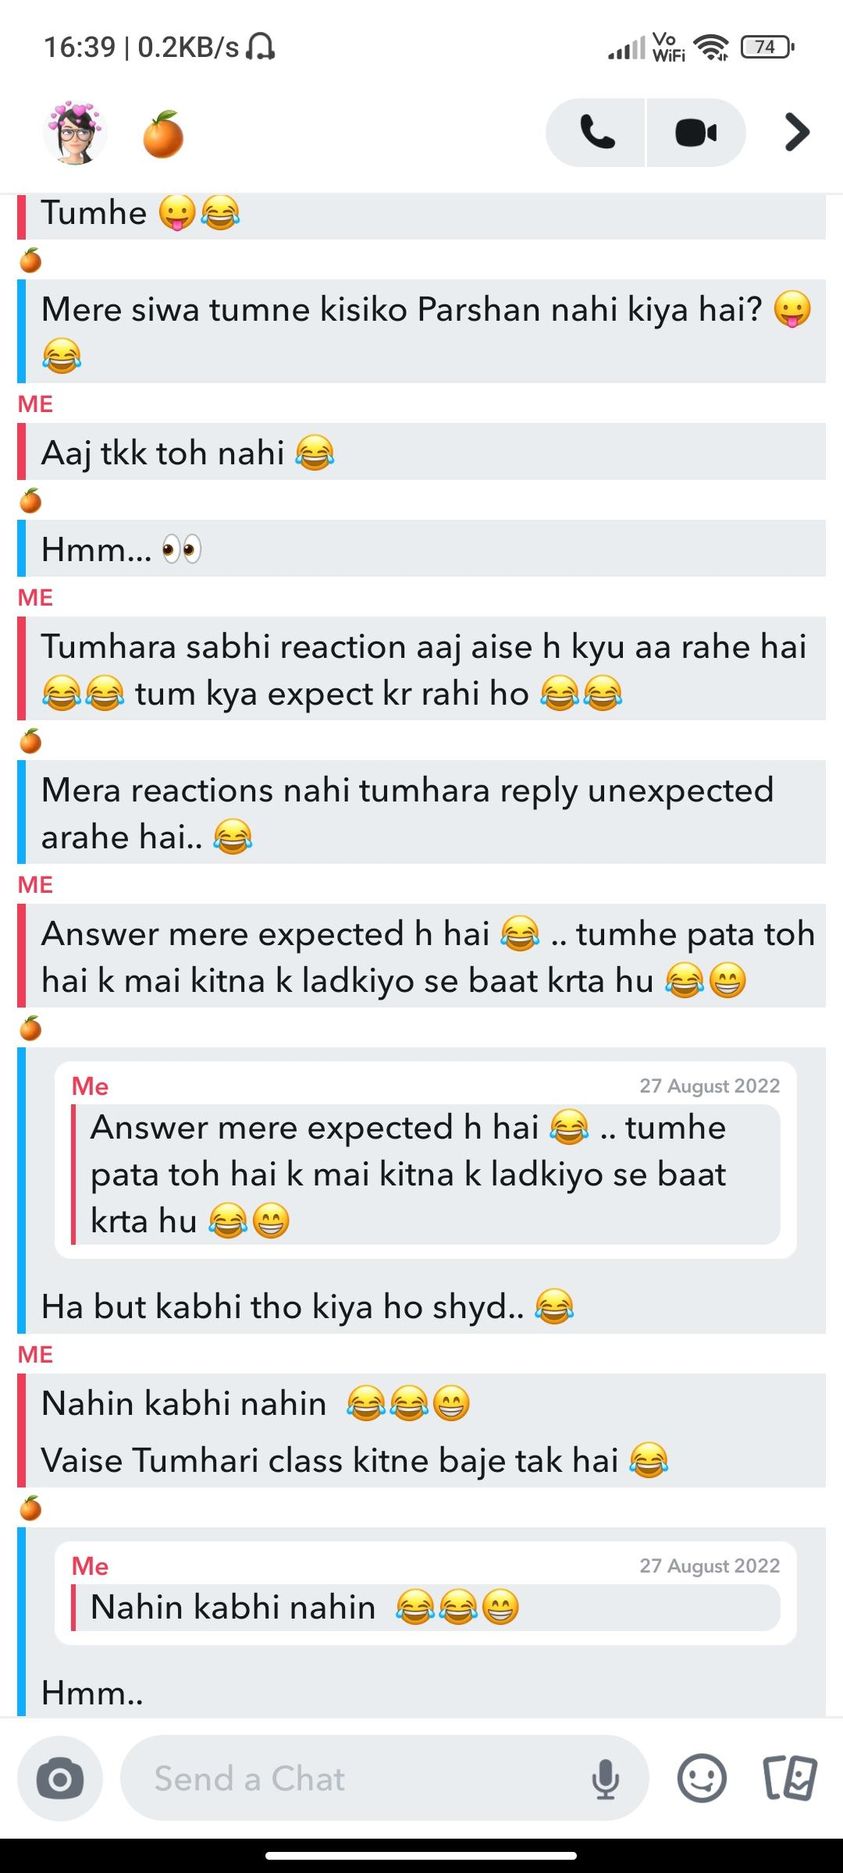 16:39 | 0.2KB/s Vo WiFi 74
🍊
Tumhe 😛😂
🍊
Mere siwa tumne kisiko Parshan nahi kiya hai? 😛
😂
ME
Aaj tkk toh nahi 😂
🍊
Hmm... 👀
ME
Tumhara sabhi reaction aaj aise h kyu aa rahe hai
😂😂 tum kya expect kr rahi ho 😂😂
🍊
Mera reactions nahi tumhara reply unexpected
arahe hai.. 😂
ME
Answer mere expected h hai 😂 .. tumhe pata toh
hai k mai kitna k ladkiyo se baat krta hu 😂😁
🍊
Me 27 August 2022
Answer mere expected h hai 😂 .. tumhe
pata toh hai k mai kitna k ladkiyo se baat
krta hu 😂😁
Ha but kabhi tho kiya ho shyd.. 😂
ME
Nahin kabhi nahin 😂😂😁
Vaise Tumhari class kitne baje tak hai 😂
🍊
Me 27 August 2022
Nahin kabhi nahin 😂😂😁
Hmm..
Send a Chat